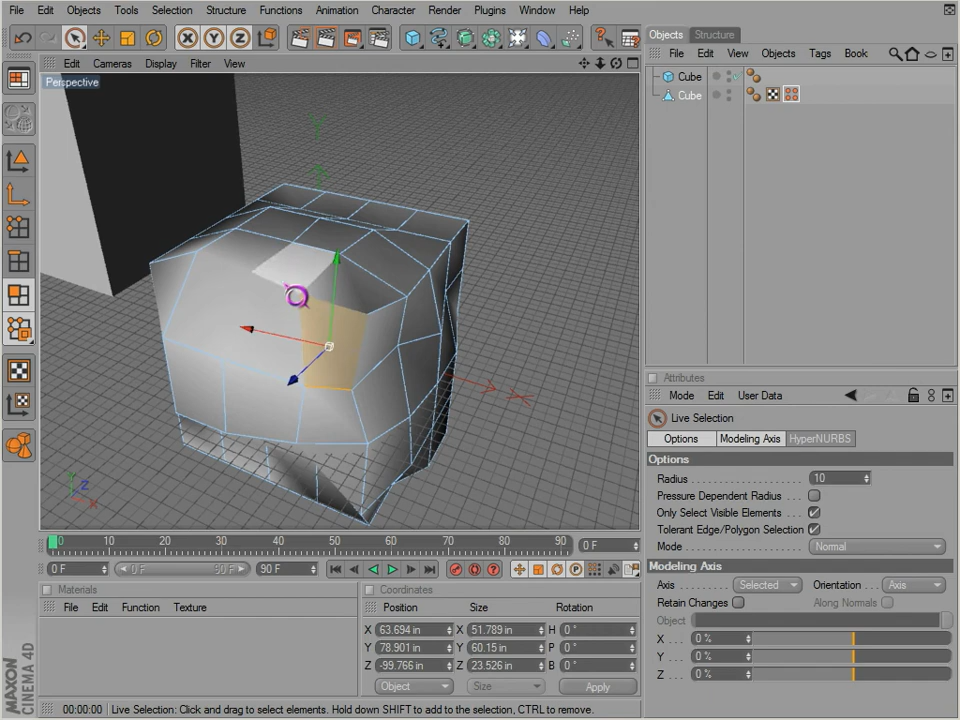 File Edit Objects Tools Selection Structure Functions Animation Character Render Plugins Window Help
Edit Cameras Display Filter View
Perspective
Y
X
Y
Z
X
0 10 20 30 40 50 60 70 80 90 0 F
0 F 0 F 90 F 90 F
Materials
File Edit Function Texture
Coordinates
Position Size Rotation
X 63.694 in X 51.789 in H 0 °
Y 78.901 in Y 60.15 in P 0 °
Z -99.766 in Z 23.526 in B 0 °
Object Size Apply
00:00:00 Live Selection: Click and drag to select elements. Hold down SHIFT to add to the selection, CTRL to remove.
MAXON
CINEMA 4D
Objects Structure
File Edit View Objects Tags Book
Cube
Cube
Attributes
Mode Edit User Data
Live Selection
Options Modeling Axis HyperNURBS
Options
Radius 10
Pressure Dependent Radius
Only Select Visible Elements
Tolerant Edge/Polygon Selection
Mode Normal
Modeling Axis
Axis Selected Orientation Axis
Retain Changes Along Normals
Object
X 0 %
Y 0 %
Z 0 %